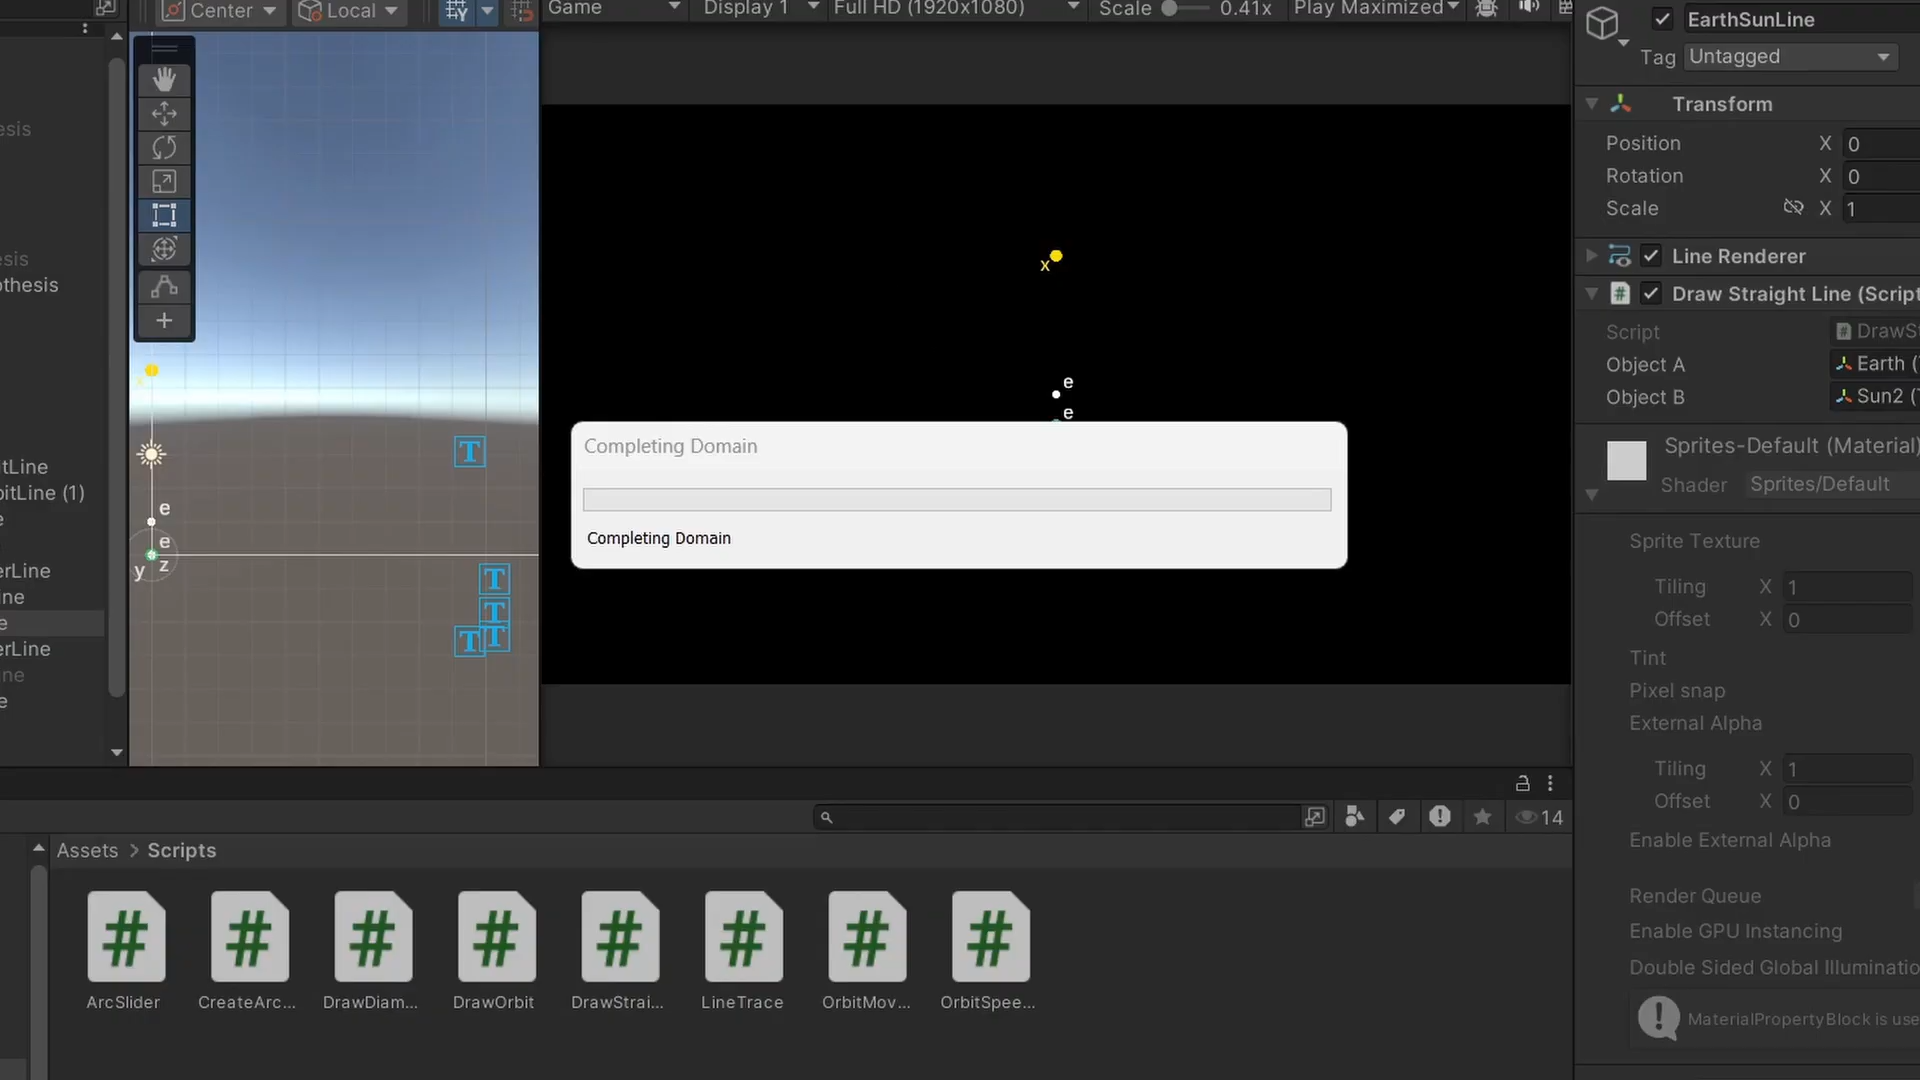 Center
Local
Game
Display 1
Full HD (1920x1080)
Scale
0.41x
Play Maximized
EarthSunLine
Tag
Untagged
Transform
Position X 0
Rotation X 0
Scale X 1
Line Renderer
Draw Straight Line (Script
Script DrawSt
Object A Earth (
Object B Sun2 (
Sprites-Default (Material)
Shader Sprites/Default
Sprite Texture
Tiling X 1
Offset X 0
Tint
Pixel snap
External Alpha
Tiling X 1
Offset X 0
Enable External Alpha
Render Queue
Enable GPU Instancing
Double Sided Global Illuminatio
MaterialPropertyBlock is use
esis
esis
othesis
tLine
bitLine (1)
e
erLine
ine
e
erLine
ine
e
e
e
y z
T
T
T
T T
x
e
e
Completing Domain
Completing Domain
14
Assets > Scripts
ArcSlider
CreateArc...
DrawDiam...
DrawOrbit
DrawStrai...
LineTrace
OrbitMov...
OrbitSpee...